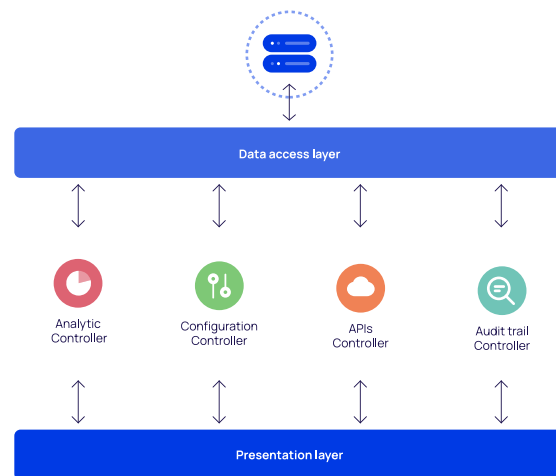 Data access layer
Analytic
Controller
Configuration
Controller
APIs
Controller
Audit trail
Controller
Presentation layer